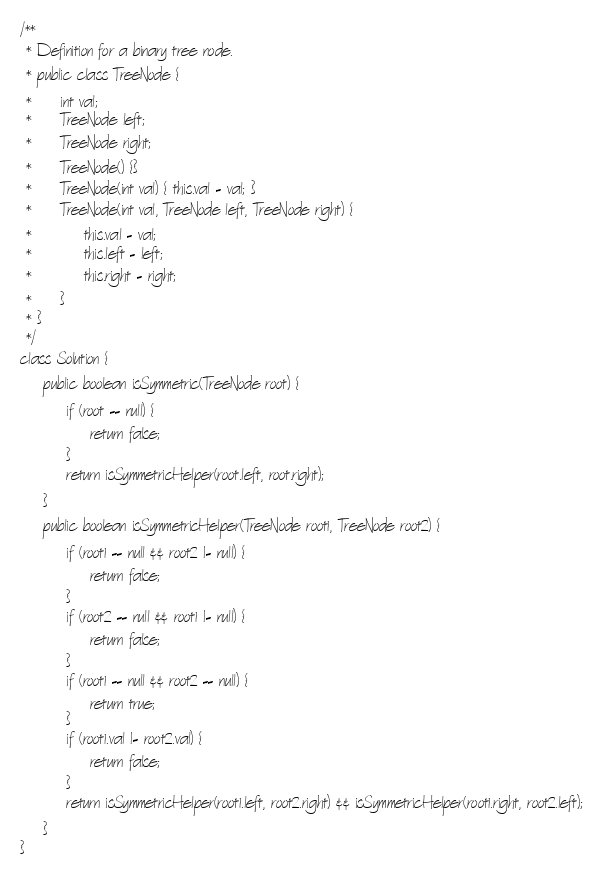 /**
 * Definition for a binary tree node.
 * public class TreeNode {
 *     int val;
 *     TreeNode left;
 *     TreeNode right;
 *     TreeNode() {}
 *     TreeNode(int val) { this.val = val; }
 *     TreeNode(int val, TreeNode left, TreeNode right) {
 *         this.val = val;
 *         this.left = left;
 *         this.right = right;
 *     }
 * }
 */
class Solution {
    public boolean isSymmetric(TreeNode root) {
        if (root == null) {
            return false;
        }
        return isSymmetricHelper(root.left, root.right);
    }
    public boolean isSymmetricHelper(TreeNode root1, TreeNode root2) {
        if (root1 == null && root2 != null) {
            return false;
        }
        if (root2 == null && root1 != null) {
            return false;
        }
        if (root1 == null && root2 == null) {
            return true;
        }
        if (root1.val != root2.val) {
            return false;
        }
        return isSymmetricHelper(root1.left, root2.right) && isSymmetricHelper(root1.right, root2.left);
    }
}